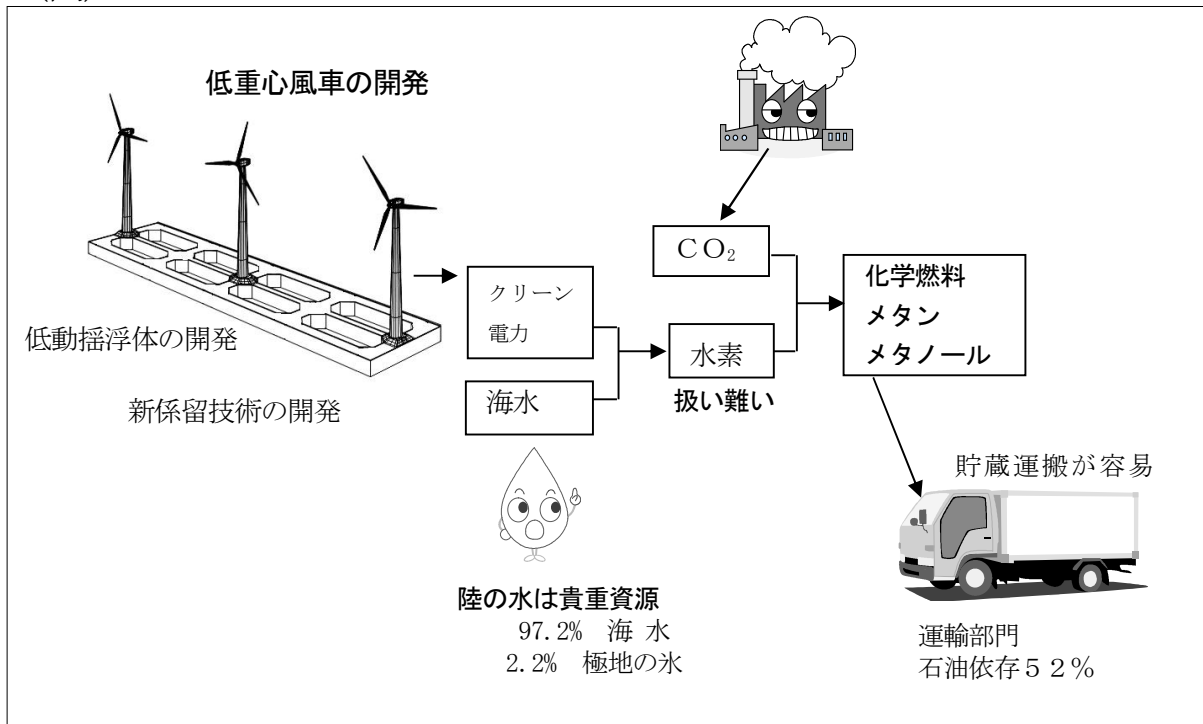 低重心風車の開発
低動揺浮体の開発
新係留技術の開発
クリーン
電力
海水
ＣＯ₂
水素
扱い難い
化学燃料
メタン
メタノール
陸の水は貴重資源
97.2%　海 水
2.2%　極地の氷
貯蔵運搬が容易
運輸部門
石油依存５２％